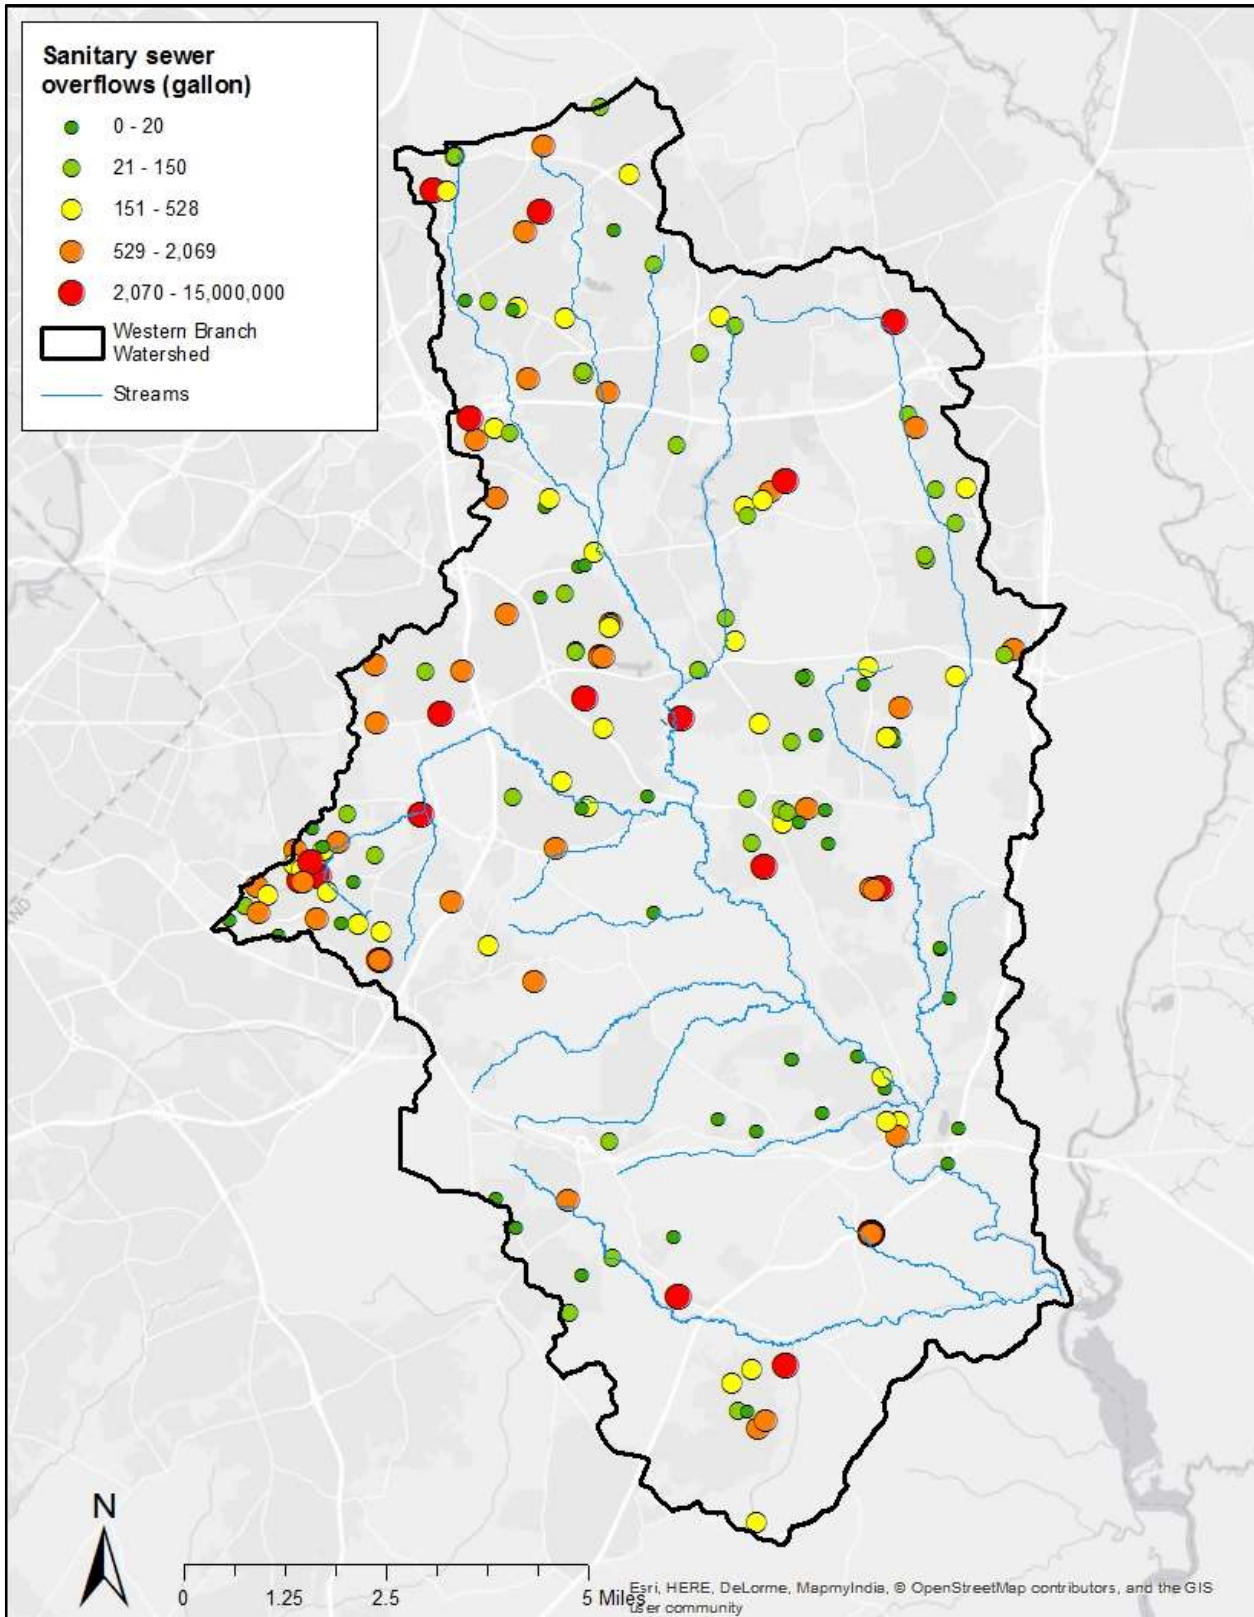 Sanitary sewer
overflows (gallon)
0 - 20
21 - 150
151 - 528
529 - 2,069
2,070 - 15,000,000
Western Branch
Watershed
Streams
N
0 1.25 2.5 5 Miles
Esri, HERE, DeLorme, MapmyIndia, © OpenStreetMap contributors, and the GIS
user community